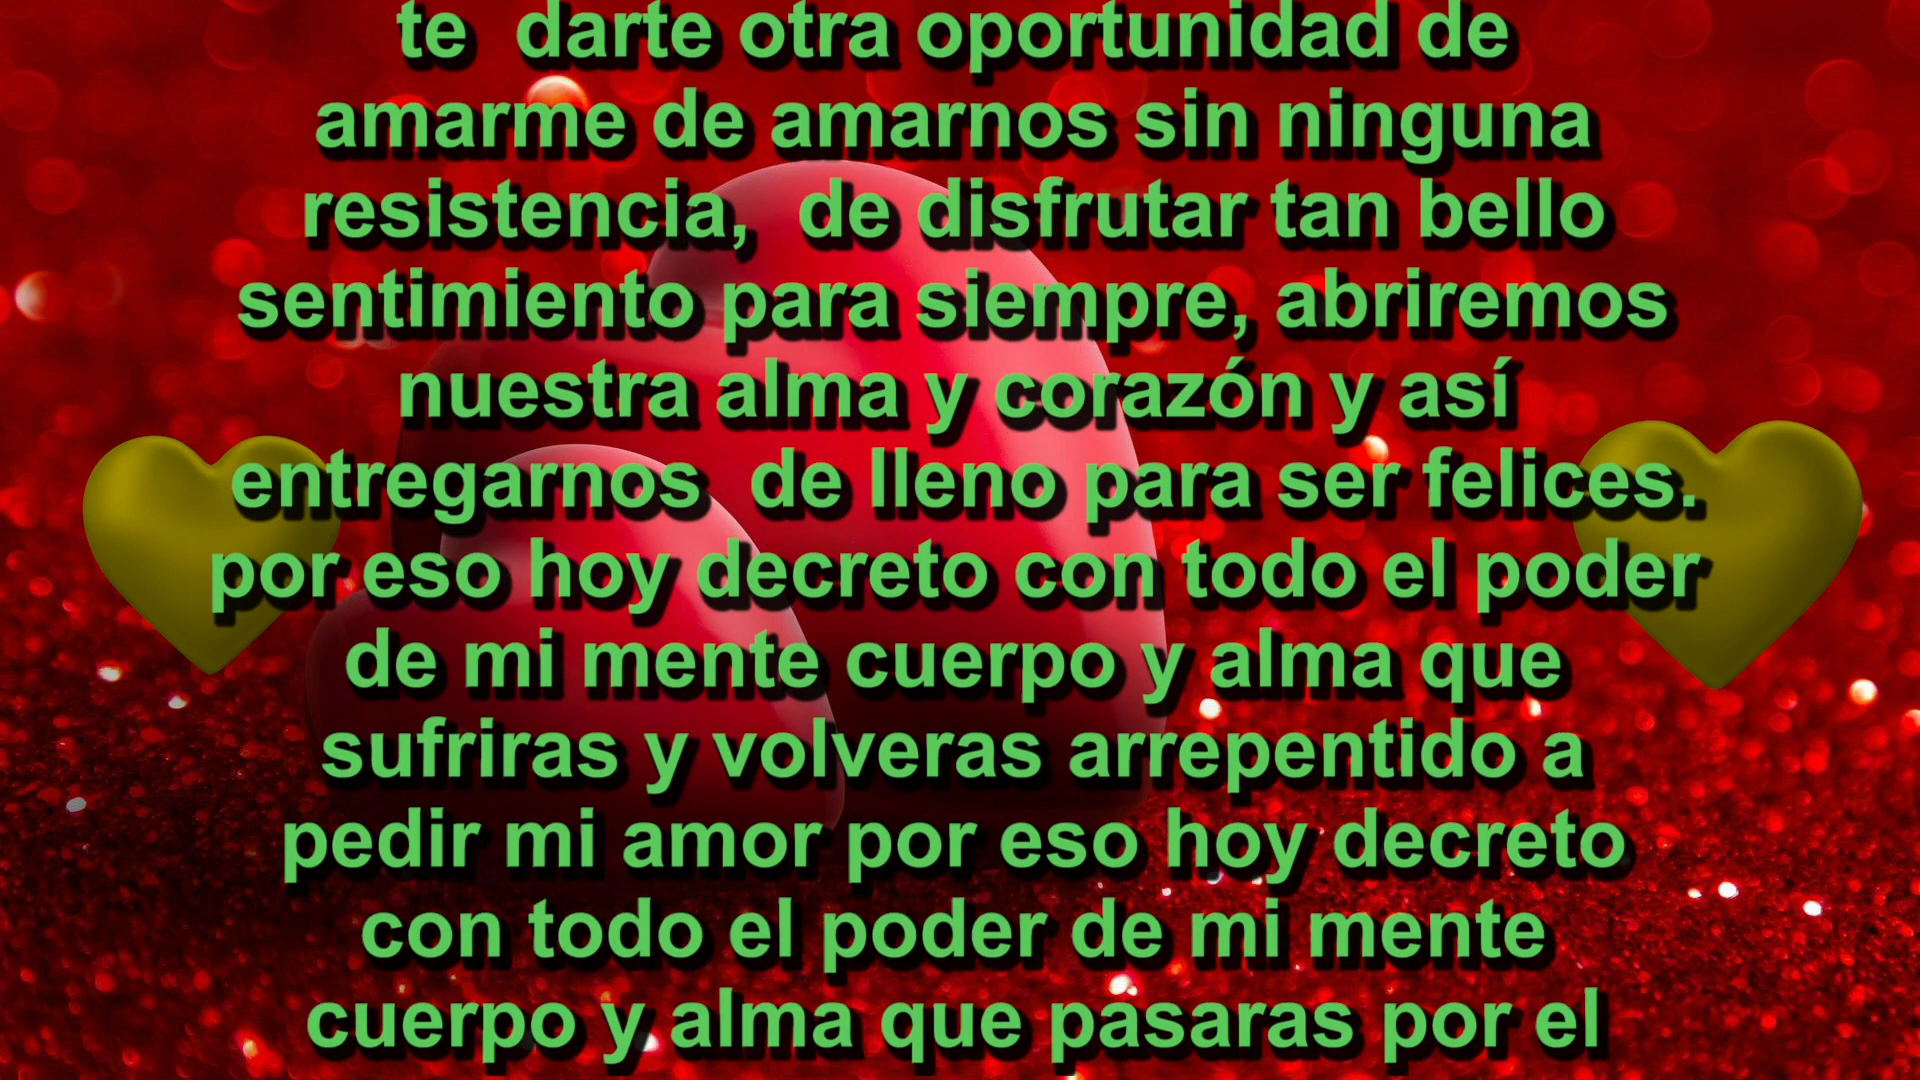 te darte otra oportunidad de
amarme de amarnos sin ninguna
resistencia, de disfrutar tan bello
sentimiento para siempre, abriremos
nuestra alma y corazón y así
entregarnos de lleno para ser felices.
por eso hoy decreto con todo el poder
de mi mente cuerpo y alma que
sufriras y volveras arrepentido a
pedir mi amor por eso hoy decreto
con todo el poder de mi mente
cuerpo y alma que pasaras por el